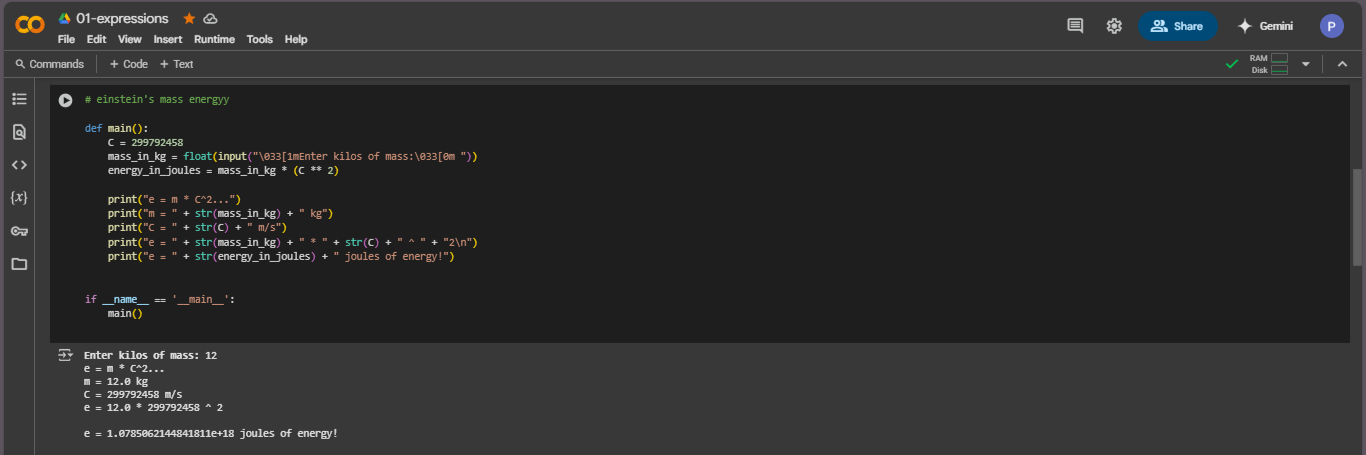 01-expressions
File Edit View Insert Runtime Tools Help
Share
Gemini
P
Commands + Code + Text
RAM
Disk
# einstein's mass energyy
def main():
C = 299792458
mass_in_kg = float(input("\033[1mEnter kilos of mass:\033[0m "))
energy_in_joules = mass_in_kg * (C ** 2)
print("e = m * C^2...")
print("m = " + str(mass_in_kg) + " kg")
print("C = " + str(C) + " m/s")
print("e = " + str(mass_in_kg) + " * " + str(C) + " ^ " + "2\n")
print("e = " + str(energy_in_joules) + " joules of energy!")
if __name__ == '__main__':
main()
Enter kilos of mass: 12
e = m * C^2...
m = 12.0 kg
C = 299792458 m/s
e = 12.0 * 299792458 ^ 2
e = 1.0785062144841811e+18 joules of energy!